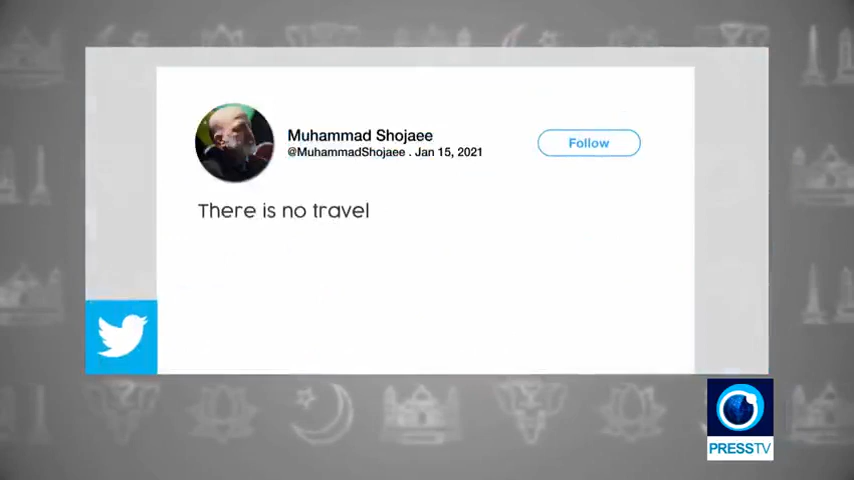 Muhammad Shojaee
@MuhammadShojaee . Jan 15, 2021
Follow
There is no travel
PRESSTV